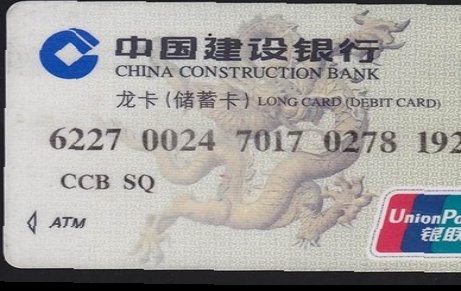 中国建设银行
CHINA CONSTRUCTION BANK
龙卡(储蓄卡) LONG CARD (DEBIT CARD)
6227 0024 7017 0278 192
CCB SQ
ATM
UnionPa
银联